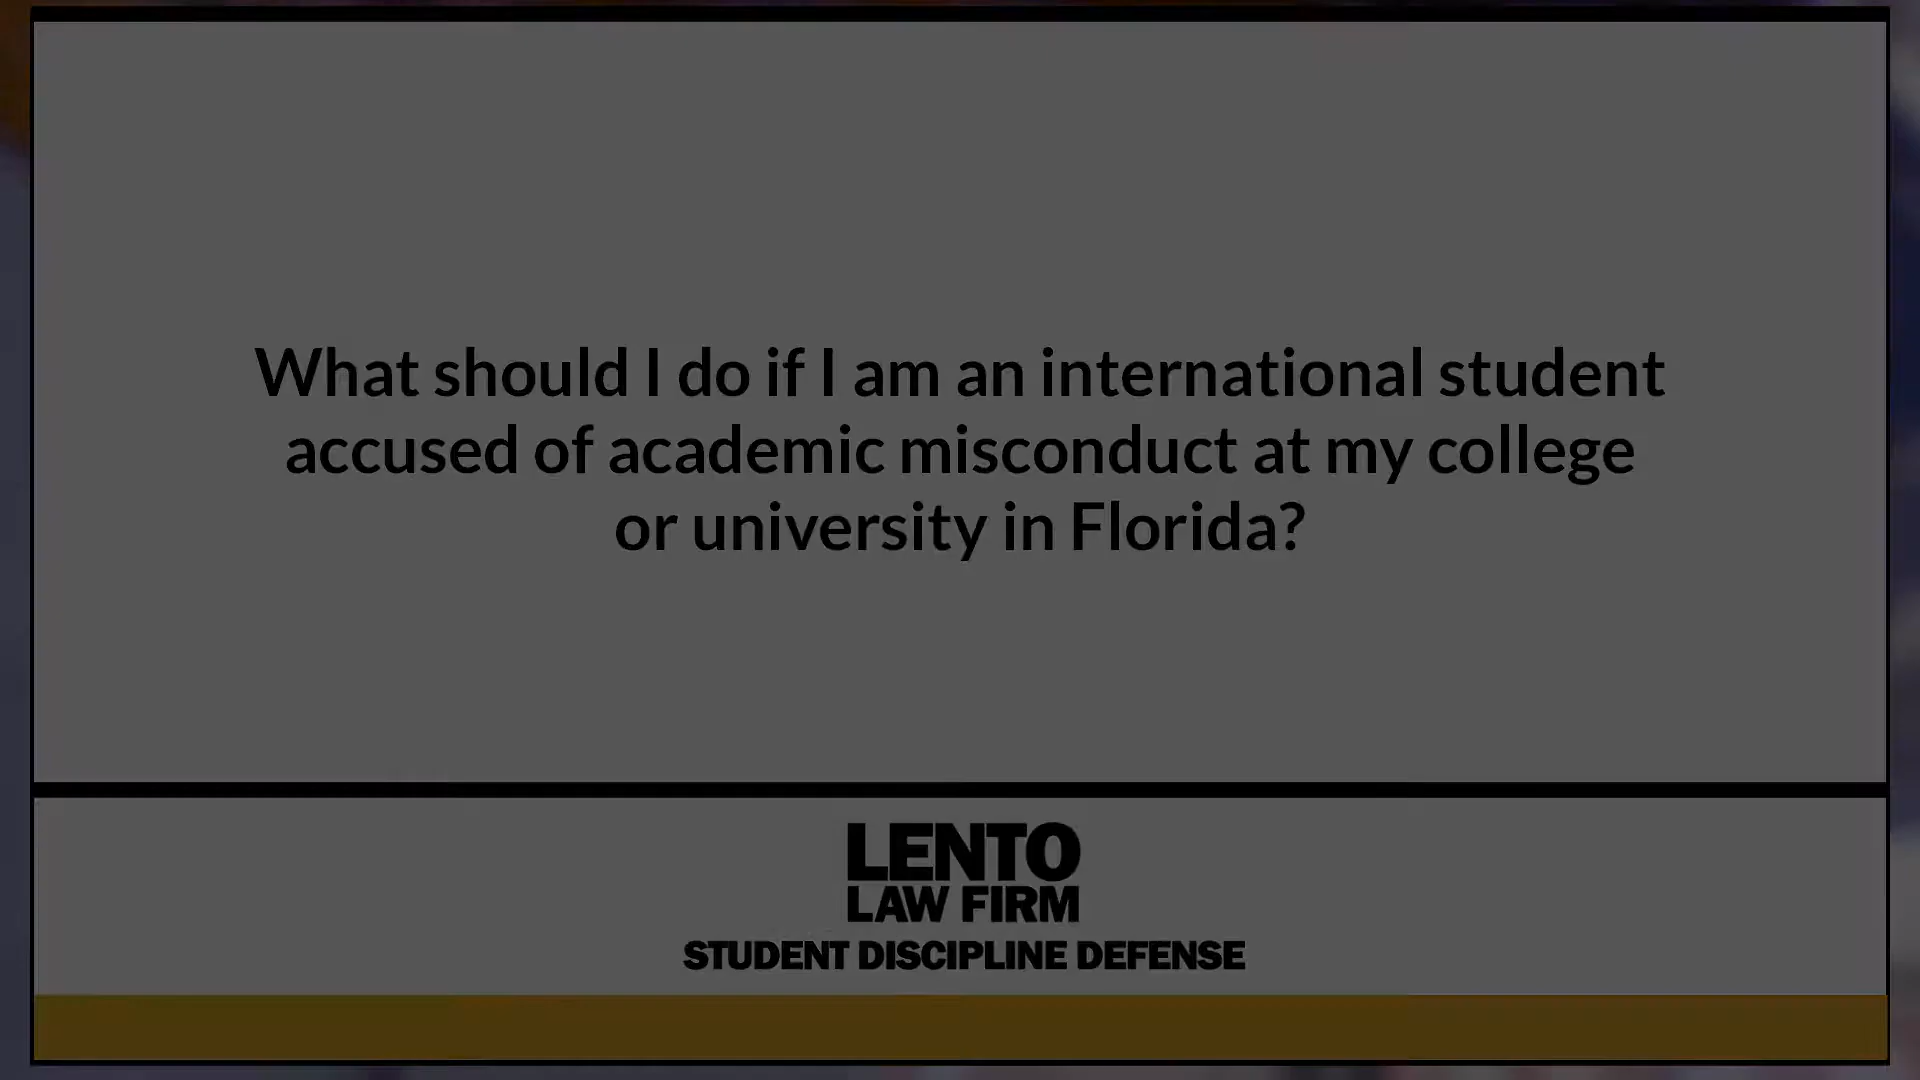 What should I do if I am an international student
accused of academic misconduct at my college
or university in Florida?
LENTO
LAW FIRM
STUDENT DISCIPLINE DEFENSE